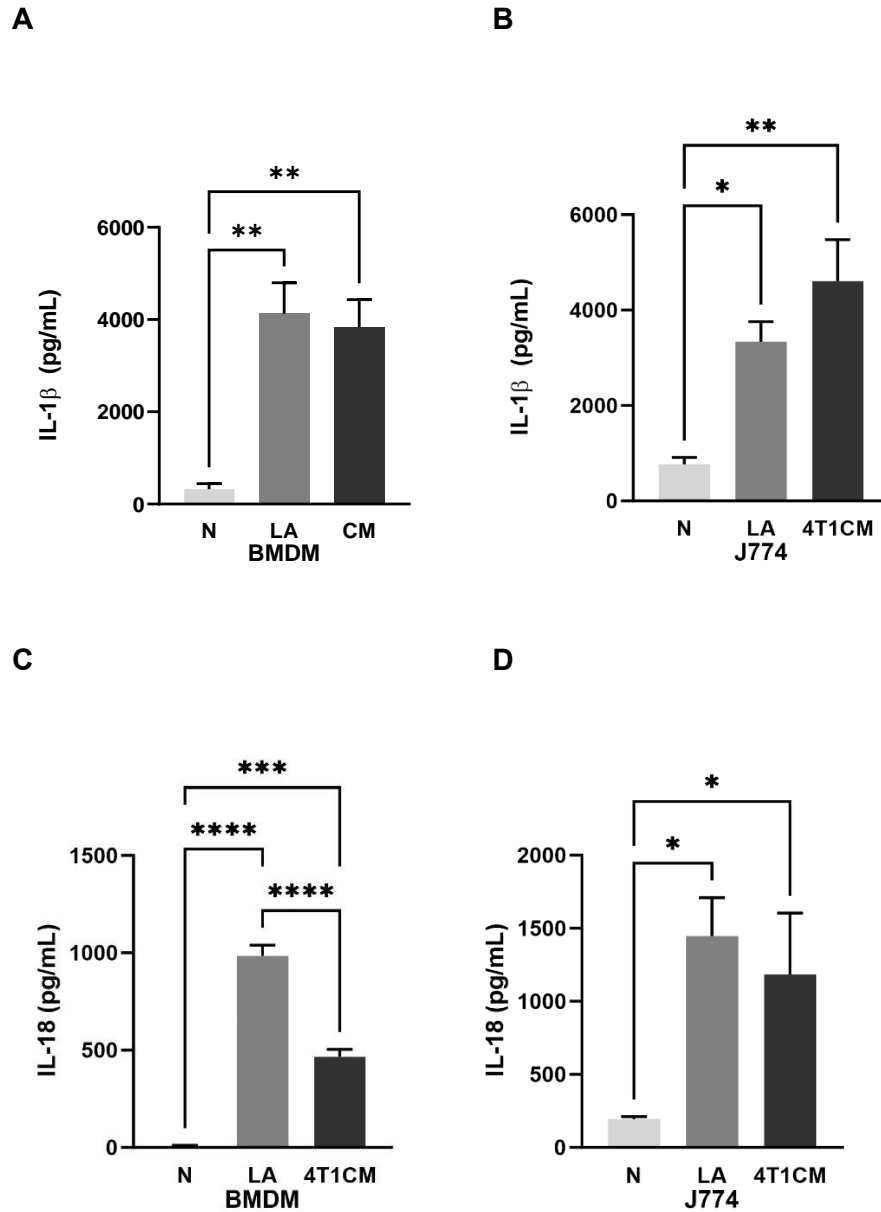 A
**
**
6000
4000
2000
0
IL-1β (pg/mL)
N LA CM
BMDM
B
**
*
6000
4000
2000
0
IL-1β (pg/mL)
N LA 4T1CM
J774
C
***
****
****
1500
1000
500
0
IL-18 (pg/mL)
N LA 4T1CM
BMDM
D
*
*
2000
1500
1000
500
0
IL-18 (pg/mL)
N LA 4T1CM
J774